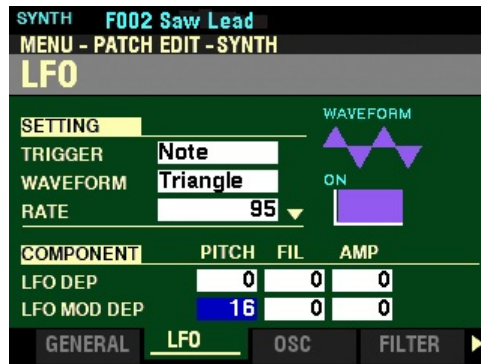 SYNTH F002 Saw Lead
MENU - PATCH EDIT - SYNTH
LFO
WAVEFORM
SETTING
TRIGGER Note
WAVEFORM Triangle
ON
RATE 95
COMPONENT PITCH FIL AMP
LFO DEP 0 0 0
LFO MOD DEP 16 0 0
GENERAL LFO OSC FILTER